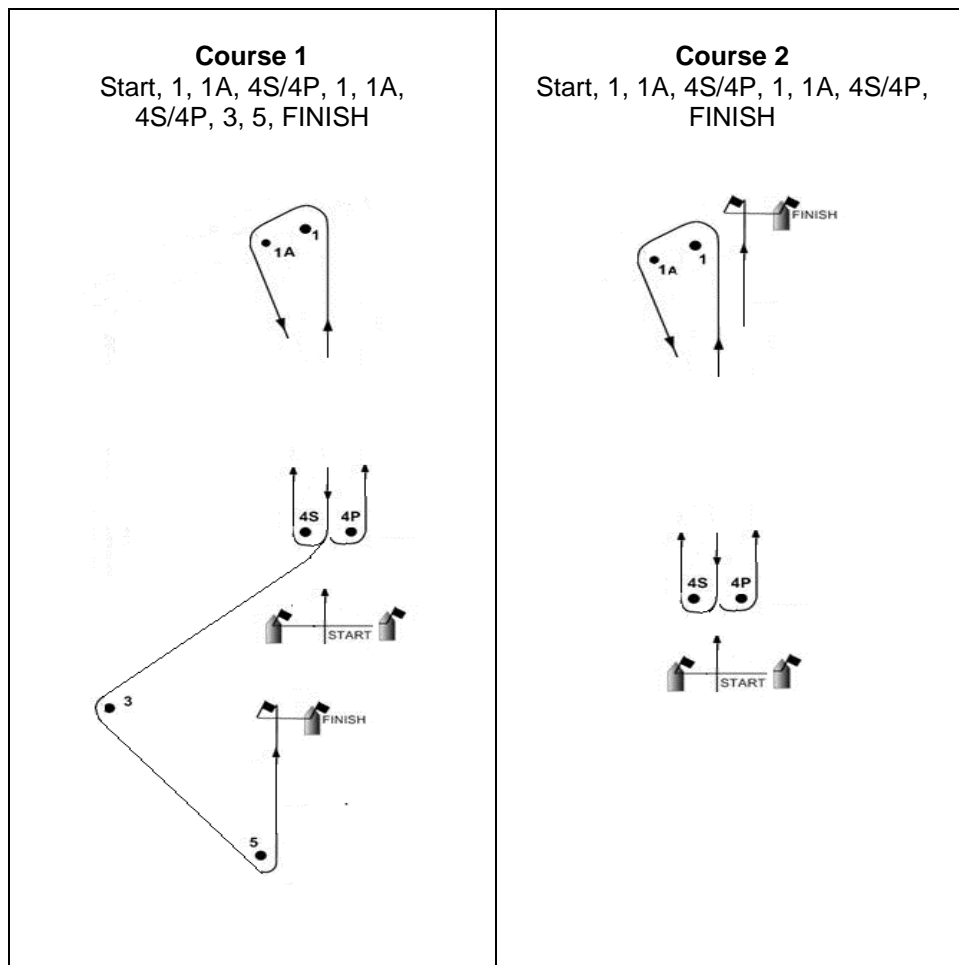 Course 1
Start, 1, 1A, 4S/4P, 1, 1A,
4S/4P, 3, 5, FINISH
1
1A
4S 4P
START
3
FINISH
5
Course 2
Start, 1, 1A, 4S/4P, 1, 1A, 4S/4P,
FINISH
FINISH
1
1A
4S 4P
START